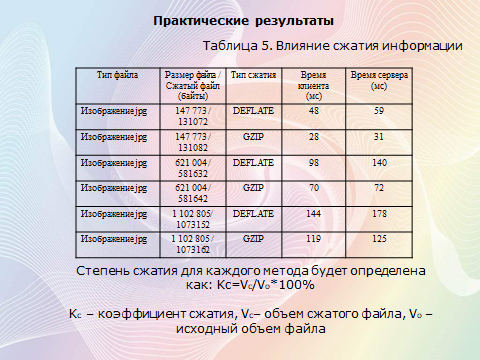 Практические результаты
Таблица 5. Влияние сжатия информации
Тип файла Размер файла / Сжатый файл (байты) Тип сжатия Время клиента (мс) Время сервера (мс)
Изображение jpg 147 773 / 131072 DEFLATE 48 59
Изображение jpg 147 773 / 131082 GZIP 28 31
Изображение jpg 621 004 / 581632 DEFLATE 98 140
Изображение jpg 621 004 / 581642 GZIP 70 72
Изображение jpg 1 102 805 / 1073152 DEFLATE 144 178
Изображение jpg 1 102 805 / 1073162 GZIP 119 125
Степень сжатия для каждого метода будет определена
как: Kc=Vc/Vo*100%
Kc – коэффициент сжатия, Vc– объем сжатого файла, Vo –
исходный объем файла